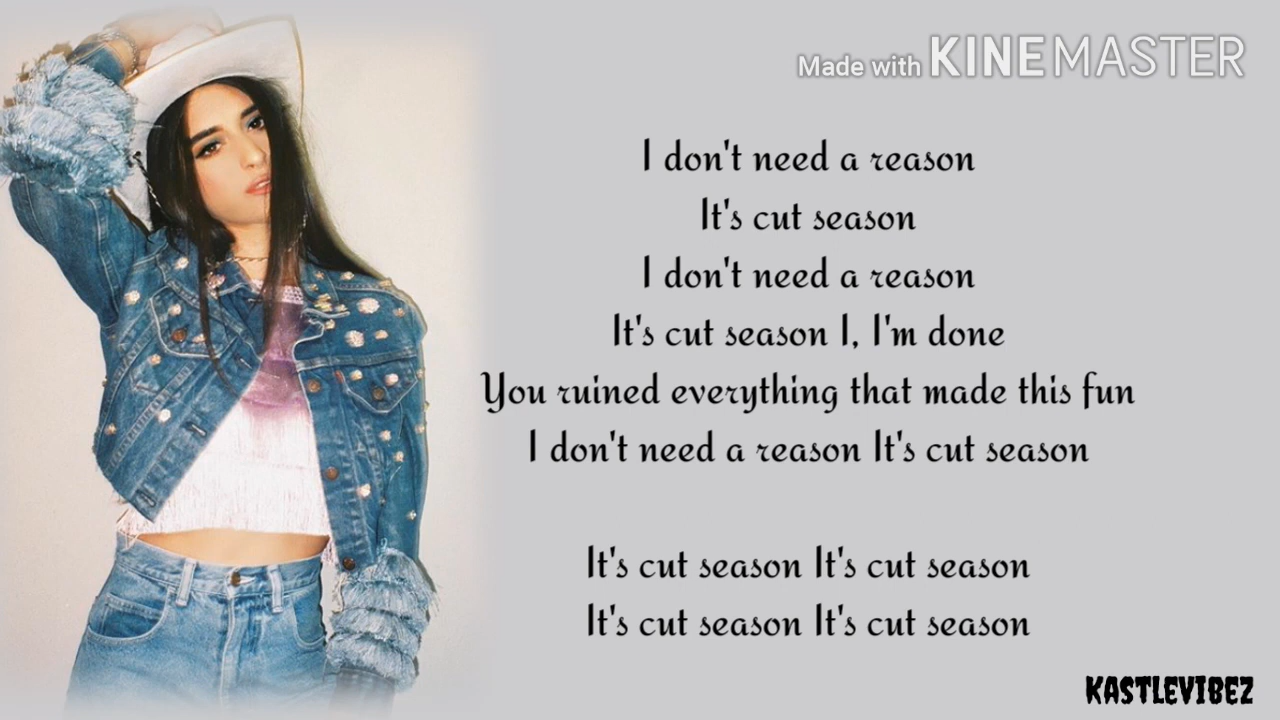 Made with KINEMASTER
I don't need a reason
It's cut season
I don't need a reason
It's cut season I, I'm done
You ruined everything that made this fun
I don't need a reason It's cut season
It's cut season It's cut season
It's cut season It's cut season
KASTLEVIBEZ